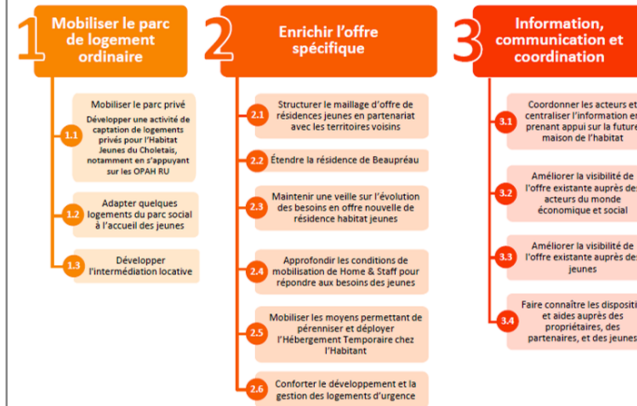 1
Mobiliser le parc
de logement
ordinaire
1.1
Mobiliser le parc privé
Développer une activité de
captation de logements
privés pour l'Habitat
Jeunes du Choletais,
notamment en s'appuyant
sur les OPAH RU
1.2
Adapter quelques
logements du parc social
à l'accueil des jeunes
1.3
Développer
l'intermédiation locative
2
Enrichir l'offre
spécifique
2.1
Structurer le maillage d'offre de
résidences jeunes en partenariat
avec les territoires voisins
2.2
Étendre la résidence de Beaupréau
2.3
Maintenir une veille sur l'évolution
des besoins en offre nouvelle de
résidence habitat jeunes
2.4
Approfondir les conditions de
mobilisation de Home & Staff pour
répondre aux besoins des jeunes
2.5
Mobiliser les moyens permettant de
pérenniser et déployer
l'Hébergement Temporaire chez
l'Habitant
2.6
Conforter le développement et la
gestion des logements d'urgence
3
Information,
communication et
coordination
3.1
Coordonner les acteurs et
centraliser l'information en
prenant appui sur la future
maison de l'habitat
3.2
Améliorer la visibilité de
l'offre existante auprès des
acteurs du monde
économique et social
3.3
Améliorer la visibilité de
l'offre existante auprès des
jeunes
3.4
Faire connaître les dispositi
et aides auprès des
propriétaires, des
partenaires, et des jeunes